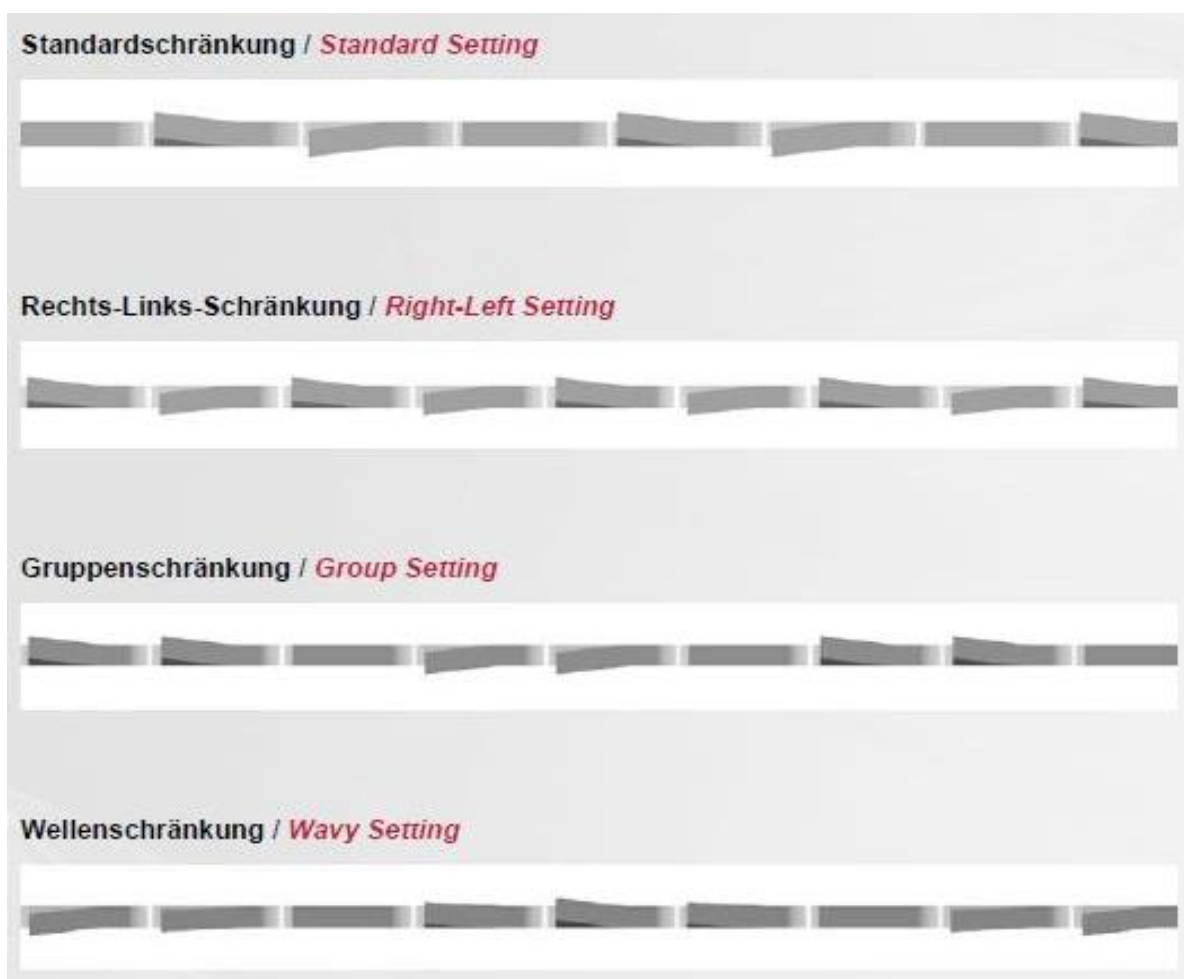 Standardschränkung / Standard Setting
Rechts-Links-Schränkung / Right-Left Setting
Gruppenschränkung / Group Setting
Wellenschränkung / Wavy Setting